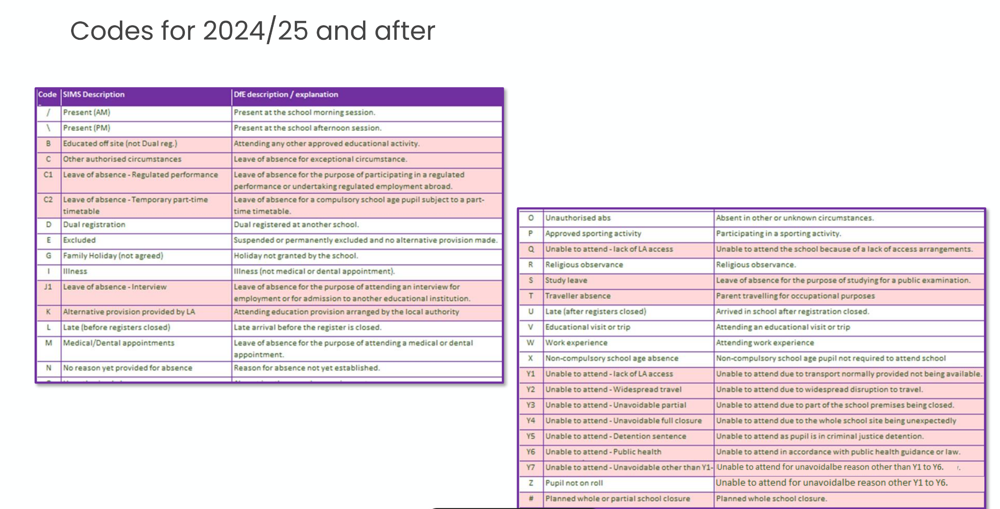 Codes for 2024/25 and after
Code SIMS Description DfE description / explanation
/ Present (AM) Present at the school morning session.
\ Present (PM) Present at the school afternoon session.
B Educated off site (not Dual reg.) Attending any other approved educational activity.
C Other authorised circumstances Leave of absence for exceptional circumstance.
C1 Leave of absence - Regulated performance Leave of absence for the purpose of participating in a regulated
performance or undertaking regulated employment abroad.
C2 Leave of absence - Temporary part-time Leave of absence for a compulsory school age pupil subject to a part-
timetable time timetable.
D Dual registration Dual registered at another school.
E Excluded Suspended or permanently excluded and no alternative provision made.
G Family Holiday (not agreed) Holiday not granted by the school.
I Illness Illness (not medical or dental appointment).
J1 Leave of absence - Interview Leave of absence for the purpose of attending an interview for
employment or for admission to another educational institution.
K Alternative provision provided by LA Attending education provision arranged by the local authority
L Late (before registers closed) Late arrival before the register is closed.
M Medical/Dental appointments Leave of absence for the purpose of attending a medical or dental
appointment.
N No reason yet provided for absence Reason for absence not yet established.
O Unauthorised abs Absent in other or unknown circumstances.
P Approved sporting activity Participating in a sporting activity.
Q Unable to attend - lack of LA access Unable to attend the school because of a lack of access arrangements.
R Religious observance Religious observance.
S Study leave Leave of absence for the purpose of studying for a public examination.
T Traveller absence Parent travelling for occupational purposes
U Late (after registers closed) Arrived in school after registration closed.
V Educational visit or trip Attending an educational visit or trip
W Work experience Attending work experience
X Non-compulsory school age absence Non-compulsory school age pupil not required to attend school
Y1 Unable to attend - lack of LA access Unable to attend due to transport normally provided not being available.
Y2 Unable to attend - Widespread travel Unable to attend due to widespread disruption to travel.
Y3 Unable to attend - Unavoidable partial Unable to attend due to part of the school premises being closed.
Y4 Unable to attend - Unavoidable full closure Unable to attend due to the whole school site being unexpectedly
Y5 Unable to attend - Detention sentence Unable to attend as pupil is in criminal justice detention.
Y6 Unable to attend - Public health Unable to attend in accordance with public health guidance or law.
Y7 Unable to attend - Unavoidable other than Y1- Unable to attend for unavoidalbe reason other than Y1 to Y6.
Z Pupil not on roll Unable to attend for unavoidalbe reason other Y1 to Y6.
# Planned whole or partial school closure Planned whole school closure.